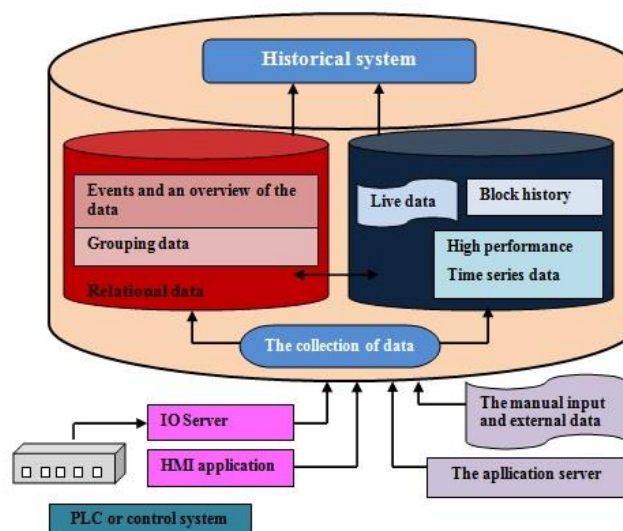 Historical system
Events and an overview of the
data
Grouping data
Relational data
Live data
Block history
High performance
Time series data
The collection of data
IO Server
HMI application
PLC or control system
The manual input
and external data
The apllication server